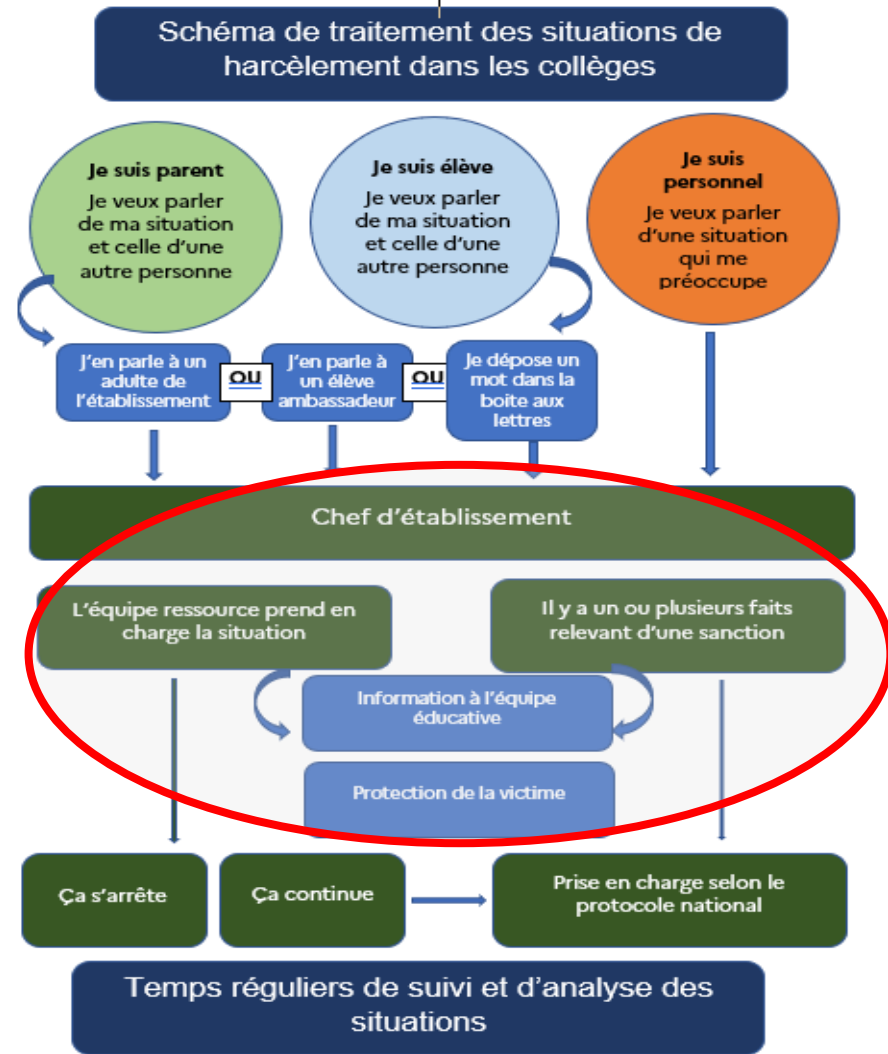 Schéma de traitement des situations de
harcèlement dans les collèges
Je suis parent
Je veux parler
de ma situation
et celle d'une
autre personne
Je suis élève
Je veux parler
de ma situation
et celle d'une
autre personne
Je suis
personnel
Je veux parler
d'une situation
qui me
préoccupe
J'en parle à un
adulte de
l'établissement
OU
J'en parle à
un élève
ambassadeur
OU
Je dépose un
mot dans la
boite aux
lettres
Chef d'établissement
L'équipe ressource prend en
charge la situation
Il y a un ou plusieurs faits
relevant d'une sanction
Information à l'équipe
éducative
Protection de la victime
Ça s'arrête
Ça continue
Prise en charge selon le
protocole national
Temps réguliers de suivi et d'analyse des
situations